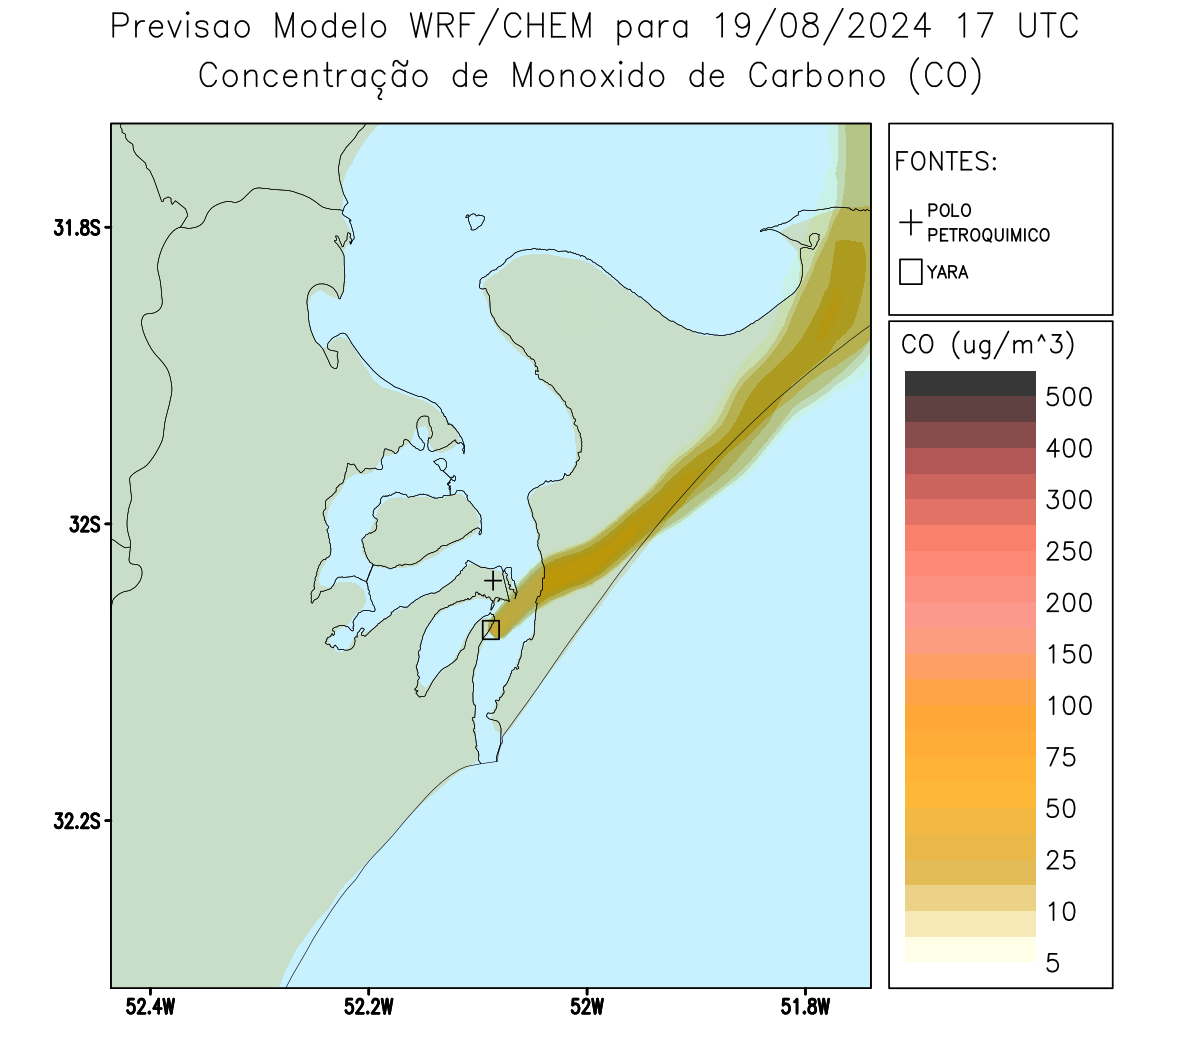 Previsao Modelo WRF/CHEM para 19/08/2024 17 UTC
Concentração de Monoxido de Carbono (CO)
FONTES:
POLO
PETROQUIMICO
YARA
CO (ug/m^3)
500
400
300
250
200
150
100
75
50
25
10
5
31.8S
32S
32.2S
52.4W
52.2W
52W
51.8W